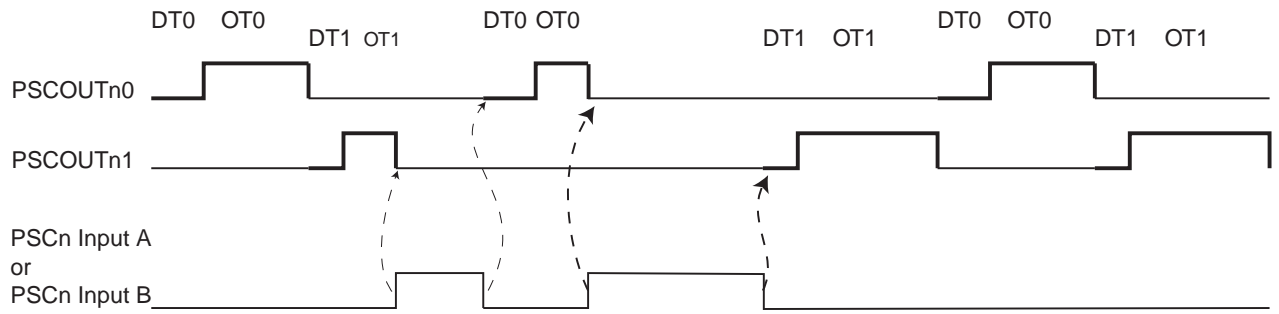 DT0 OT0 DT0 OT0 DT0 OT0
DT1 OT1 DT1 OT1 DT1 OT1
PSCOUTn0
PSCOUTn1
PSCn Input A
or
PSCn Input B